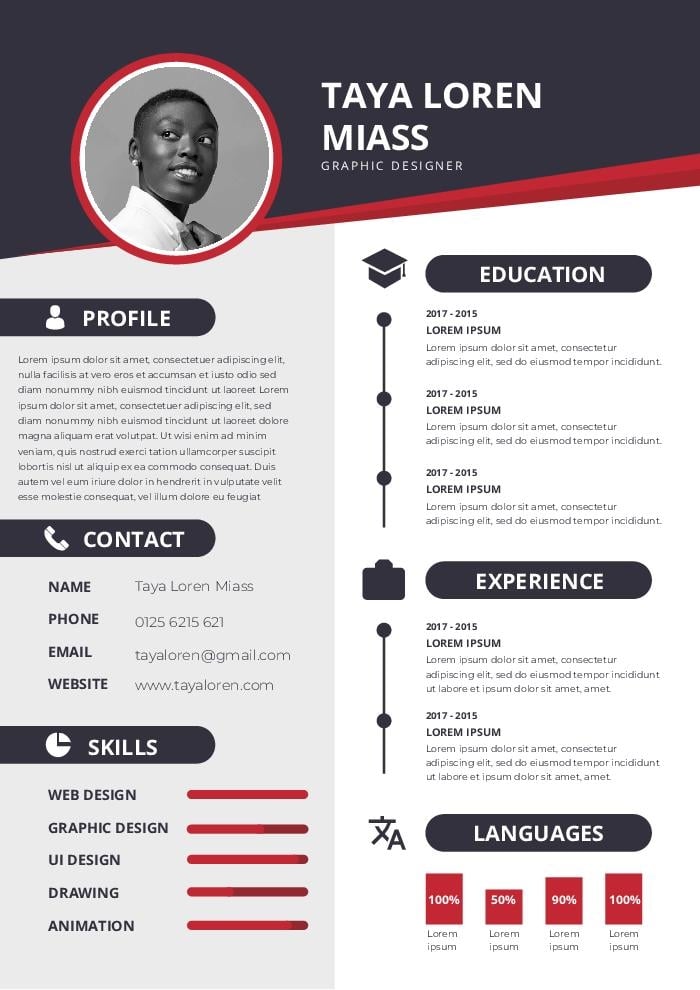 TAYA LOREN
MIASS
GRAPHIC DESIGNER
PROFILE
Lorem ipsum dolor sit amet, consectetuer adipiscing elit,
nulla facilisis at vero eros et accumsan et iusto odio sed
diam nonummy nibh euismod tincidunt ut laoreet Lorem
ipsum dolor sit amet, consectetuer adipiscing elit, sed
diam nonummy nibh euismod tincidunt ut laoreet dolore
magna aliquam erat volutpat. Ut wisi enim ad minim
veniam, quis nostrud exerci tation ullamcorper suscipit
lobortis nisl ut aliquip ex ea commodo consequat. Duis
autem vel eum iriure dolor in hendrerit in vulputate velit
esse molestie consequat, vel illum dolore eu feugiat
CONTACT
NAME Taya Loren Miass
PHONE 0125 6215 621
EMAIL tayaloren@gmail.com
WEBSITE www.tayaloren.com
SKILLS
WEB DESIGN
GRAPHIC DESIGN
UI DESIGN
DRAWING
ANIMATION
EDUCATION
2017 - 2015
LOREM IPSUM
Lorem ipsum dolor sit amet, consectetur
adipiscing elit, sed do eiusmod tempor incididunt.
2017 - 2015
LOREM IPSUM
Lorem ipsum dolor sit amet, consectetur
adipiscing elit, sed do eiusmod tempor incididunt.
2017 - 2015
LOREM IPSUM
Lorem ipsum dolor sit amet, consectetur
adipiscing elit, sed do eiusmod tempor incididunt.
EXPERIENCE
2017 - 2015
LOREM IPSUM
Lorem ipsum dolor sit amet, consectetur
adipiscing elit, sed do eiusmod tempor incididunt
ut labore et ipsum dolor sit amet, amet.
2017 - 2015
LOREM IPSUM
Lorem ipsum dolor sit amet, consectetur
adipiscing elit, sed do eiusmod tempor incididunt
ut labore et ipsum dolor sit amet, amet.
LANGUAGES
100% 50% 90% 100%
Lorem Lorem Lorem Lorem
ipsum ipsum ipsum ipsum